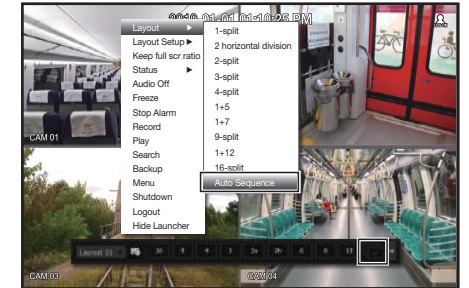 2019-01-01 01:10:25 PM
Layout ▶
Layout Setup ▶
Keep full scr ratio
Status ▶
Audio Off
Freeze
Stop Alarm
Record
Play
Search
Backup
Menu
Shutdown
Logout
Hide Launcher
1-split
2 horizontal division
2-split
3-split
4-split
1+5
1+7
9-split
1+12
16-split
Auto Sequence
CAM 01
Layout 01
CAM 03
CAM 04